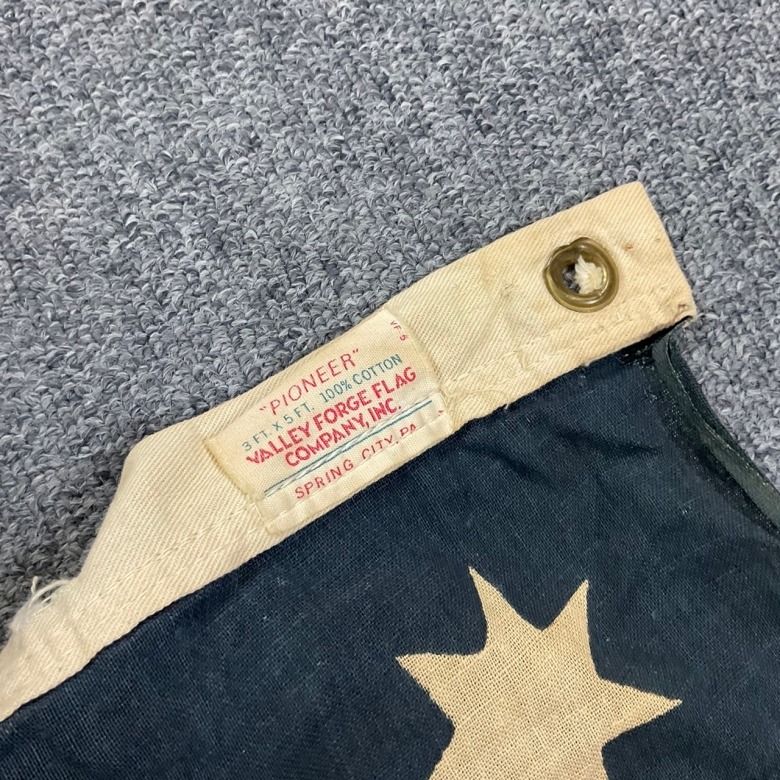 "PIONEER"
3 FT. X 5 FT. 100% COTTON
VALLEY FORGE FLAG
COMPANY, INC.
SPRING CITY, PA